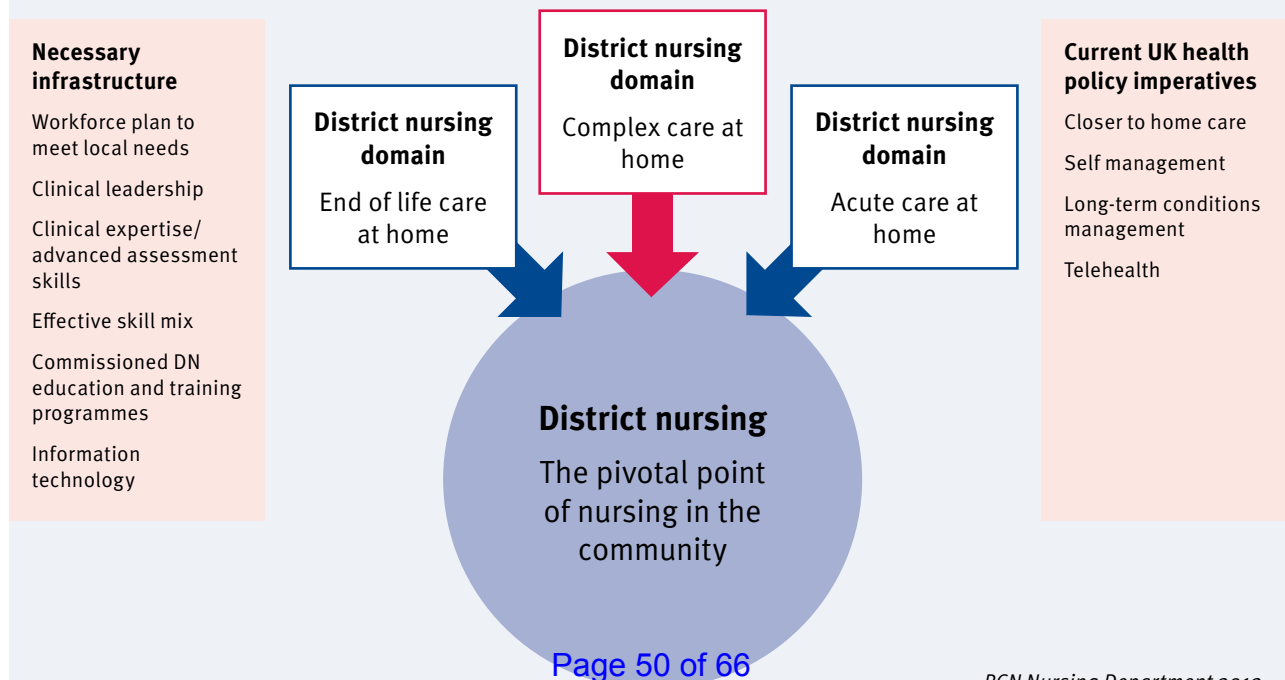 Necessary
infrastructure
Workforce plan to
meet local needs
Clinical leadership
Clinical expertise/
advanced assessment
skills
Effective skill mix
Commissioned DN
education and training
programmes
Information
technology
District nursing
domain
End of life care
at home
District nursing
domain
Complex care at
home
District nursing
domain
Acute care at
home
Current UK health
policy imperatives
Closer to home care
Self management
Long-term conditions
management
Telehealth
District nursing
The pivotal point
of nursing in the
community
Page 50 of 66
RCN Nursing Department